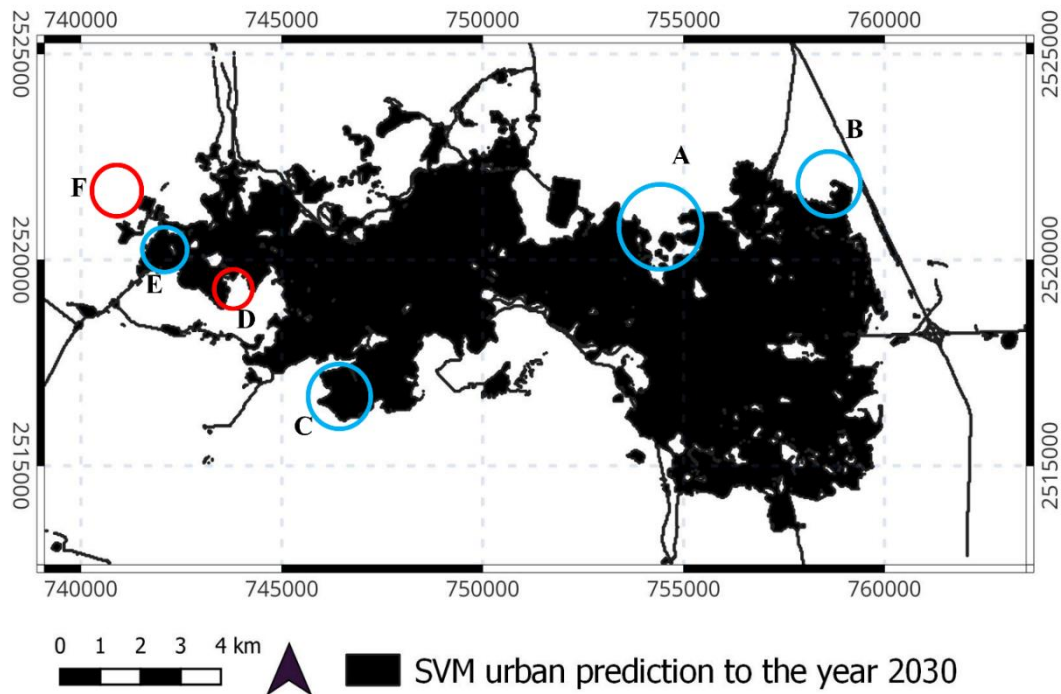 740000 745000 750000 755000 760000
2525000 2525000
B
A
F
2520000 2520000
E
D
C
2515000 2515000
740000 745000 750000 755000 760000
0 1 2 3 4 km
SVM urban prediction to the year 2030